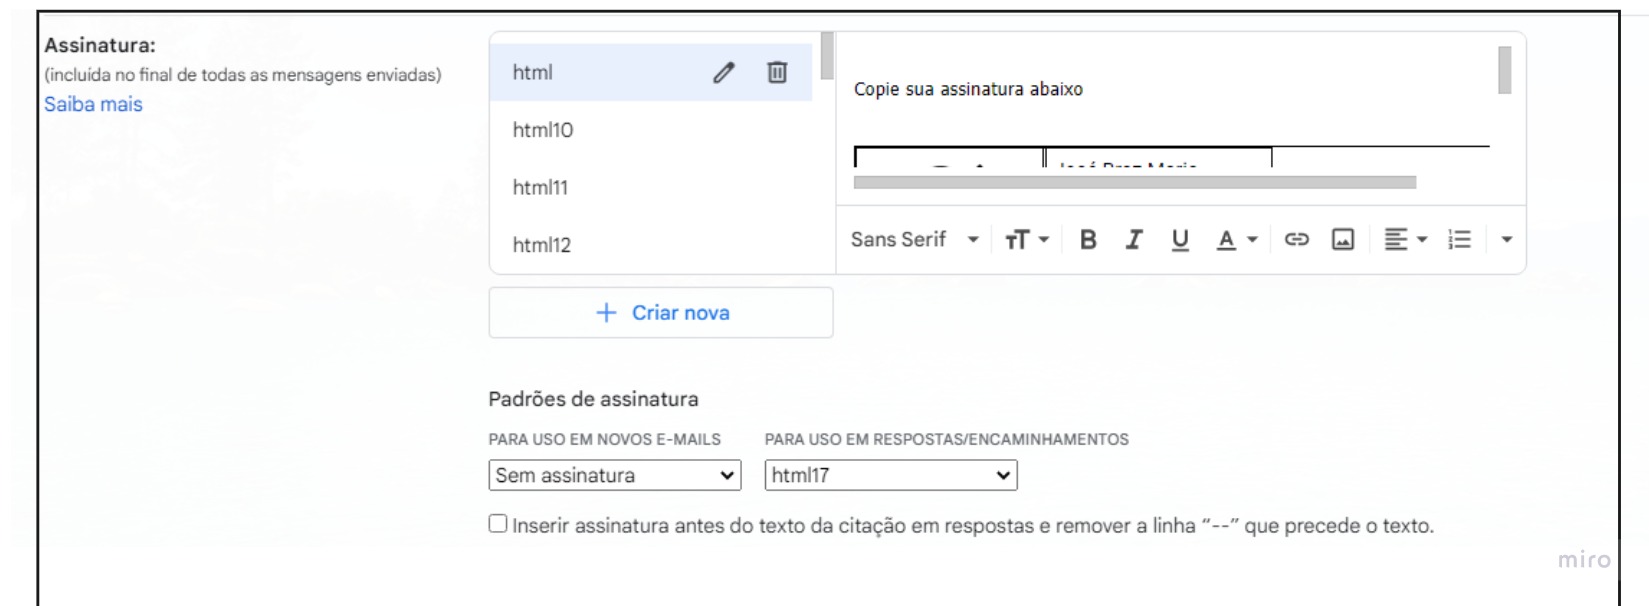 Assinatura:
(incluída no final de todas as mensagens enviadas)
Saiba mais
html
html10
html11
html12
Copie sua assinatura abaixo
Sans Serif
B I U A
Criar nova
Padrões de assinatura
PARA USO EM NOVOS E-MAILS
PARA USO EM RESPOSTAS/ENCAMINHAMENTOS
Sem assinatura
html17
Inserir assinatura antes do texto da citação em respostas e remover a linha “--” que precede o texto.
miro